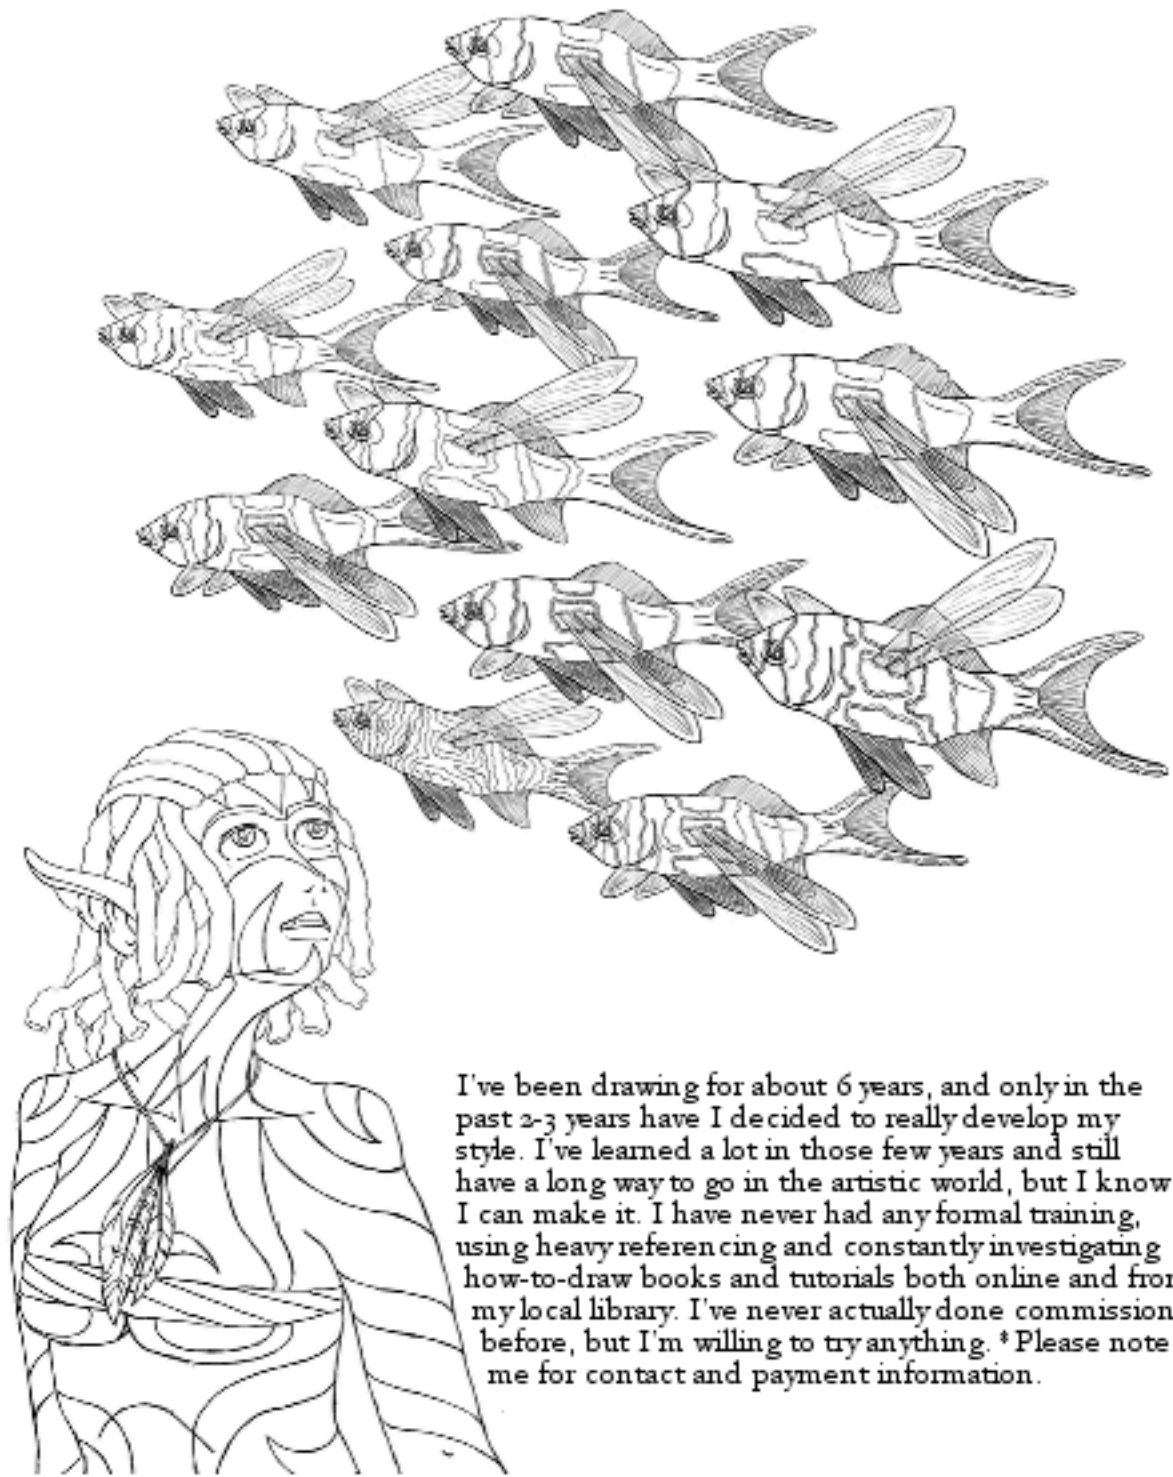 I've been drawing for about 6 years, and only in the
past 2-3 years have I decided to really develop my
style. I've learned a lot in those few years and still
have a long way to go in the artistic world, but I know
I can make it. I have never had any formal training,
using heavy referencing and constantly investigating
how-to-draw books and tutorials both online and from
my local library. I've never actually done commission
before, but I'm willing to try anything. * Please note
me for contact and payment information.